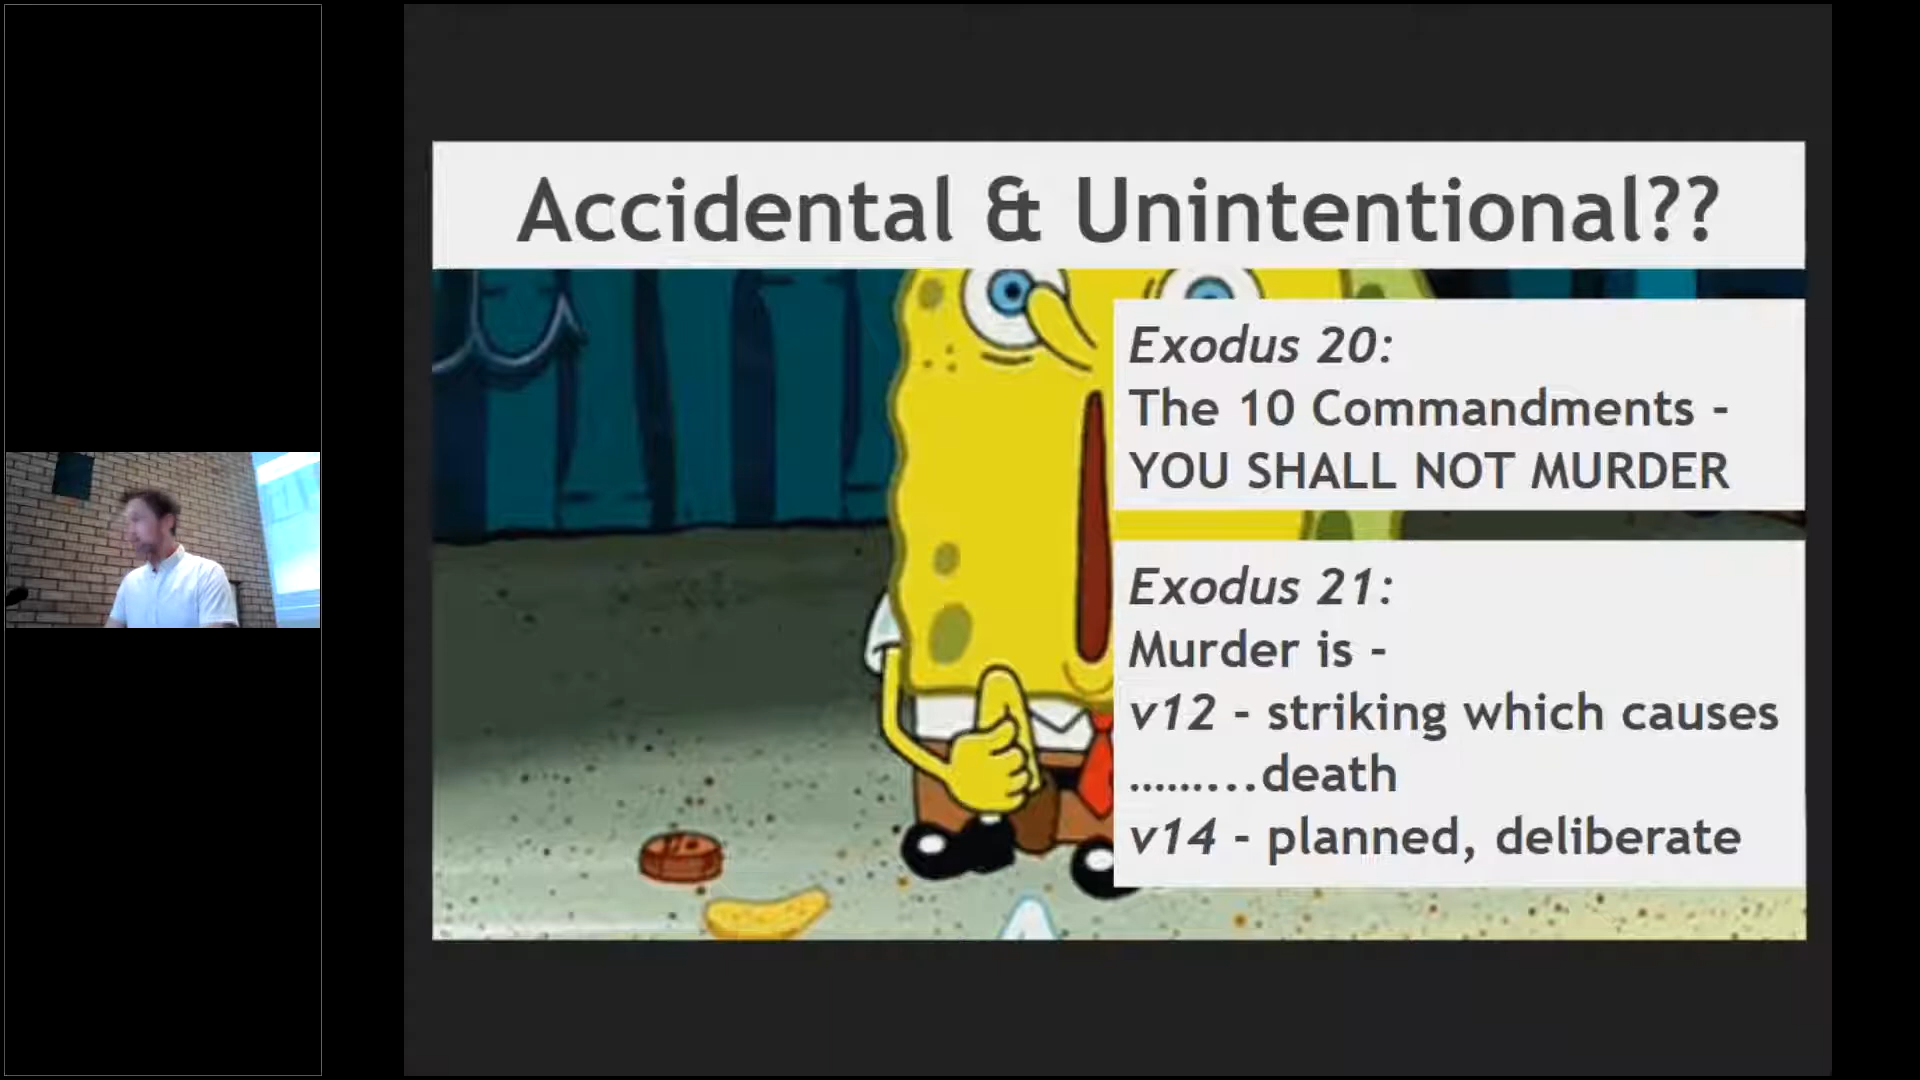 Accidental & Unintentional??
Exodus 20:
The 10 Commandments -
YOU SHALL NOT MURDER
Exodus 21:
Murder is -
v12 - striking which causes
.........death
v14 - planned, deliberate